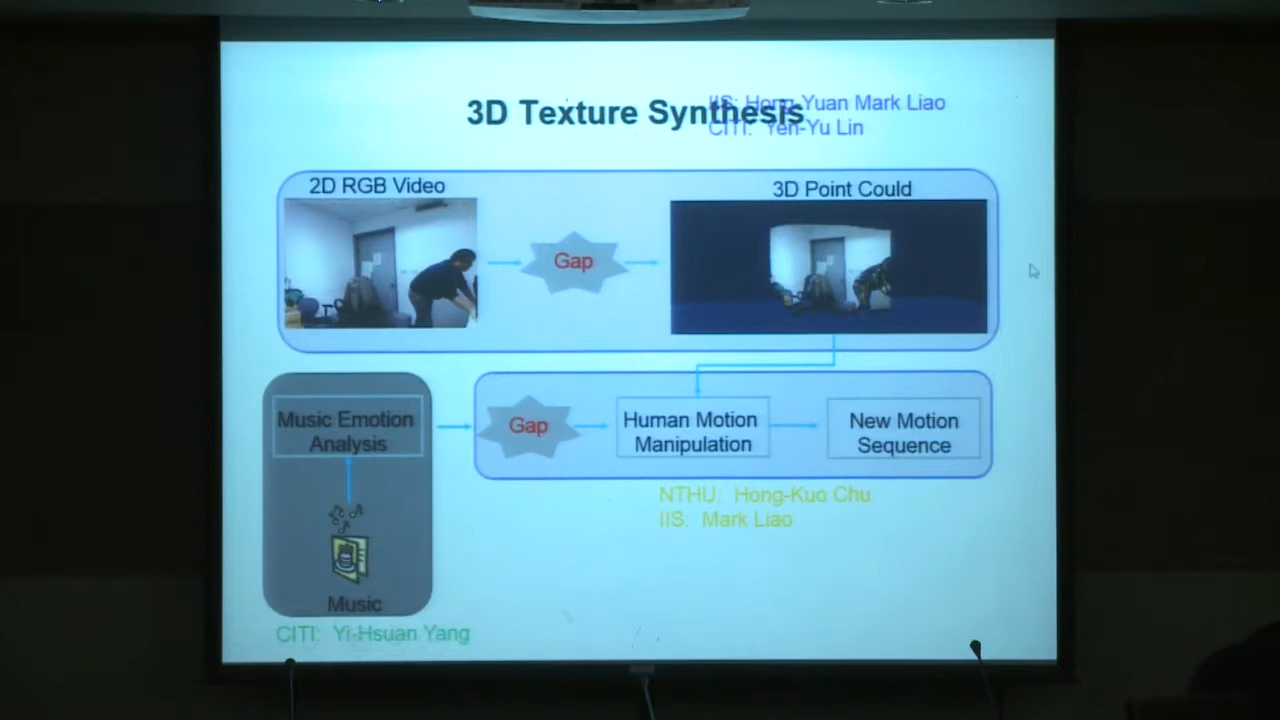 3D Texture Synthesis
IIS: Hong-Yuan Mark Liao
CITI: Yen-Yu Lin
2D RGB Video
3D Point Could
Gap
Music Emotion
Analysis
Gap
Human Motion
Manipulation
New Motion
Sequence
NTHU: Hong-Kuo Chu
IIS: Mark Liao
Music
CITI: Yi-Hsuan Yang